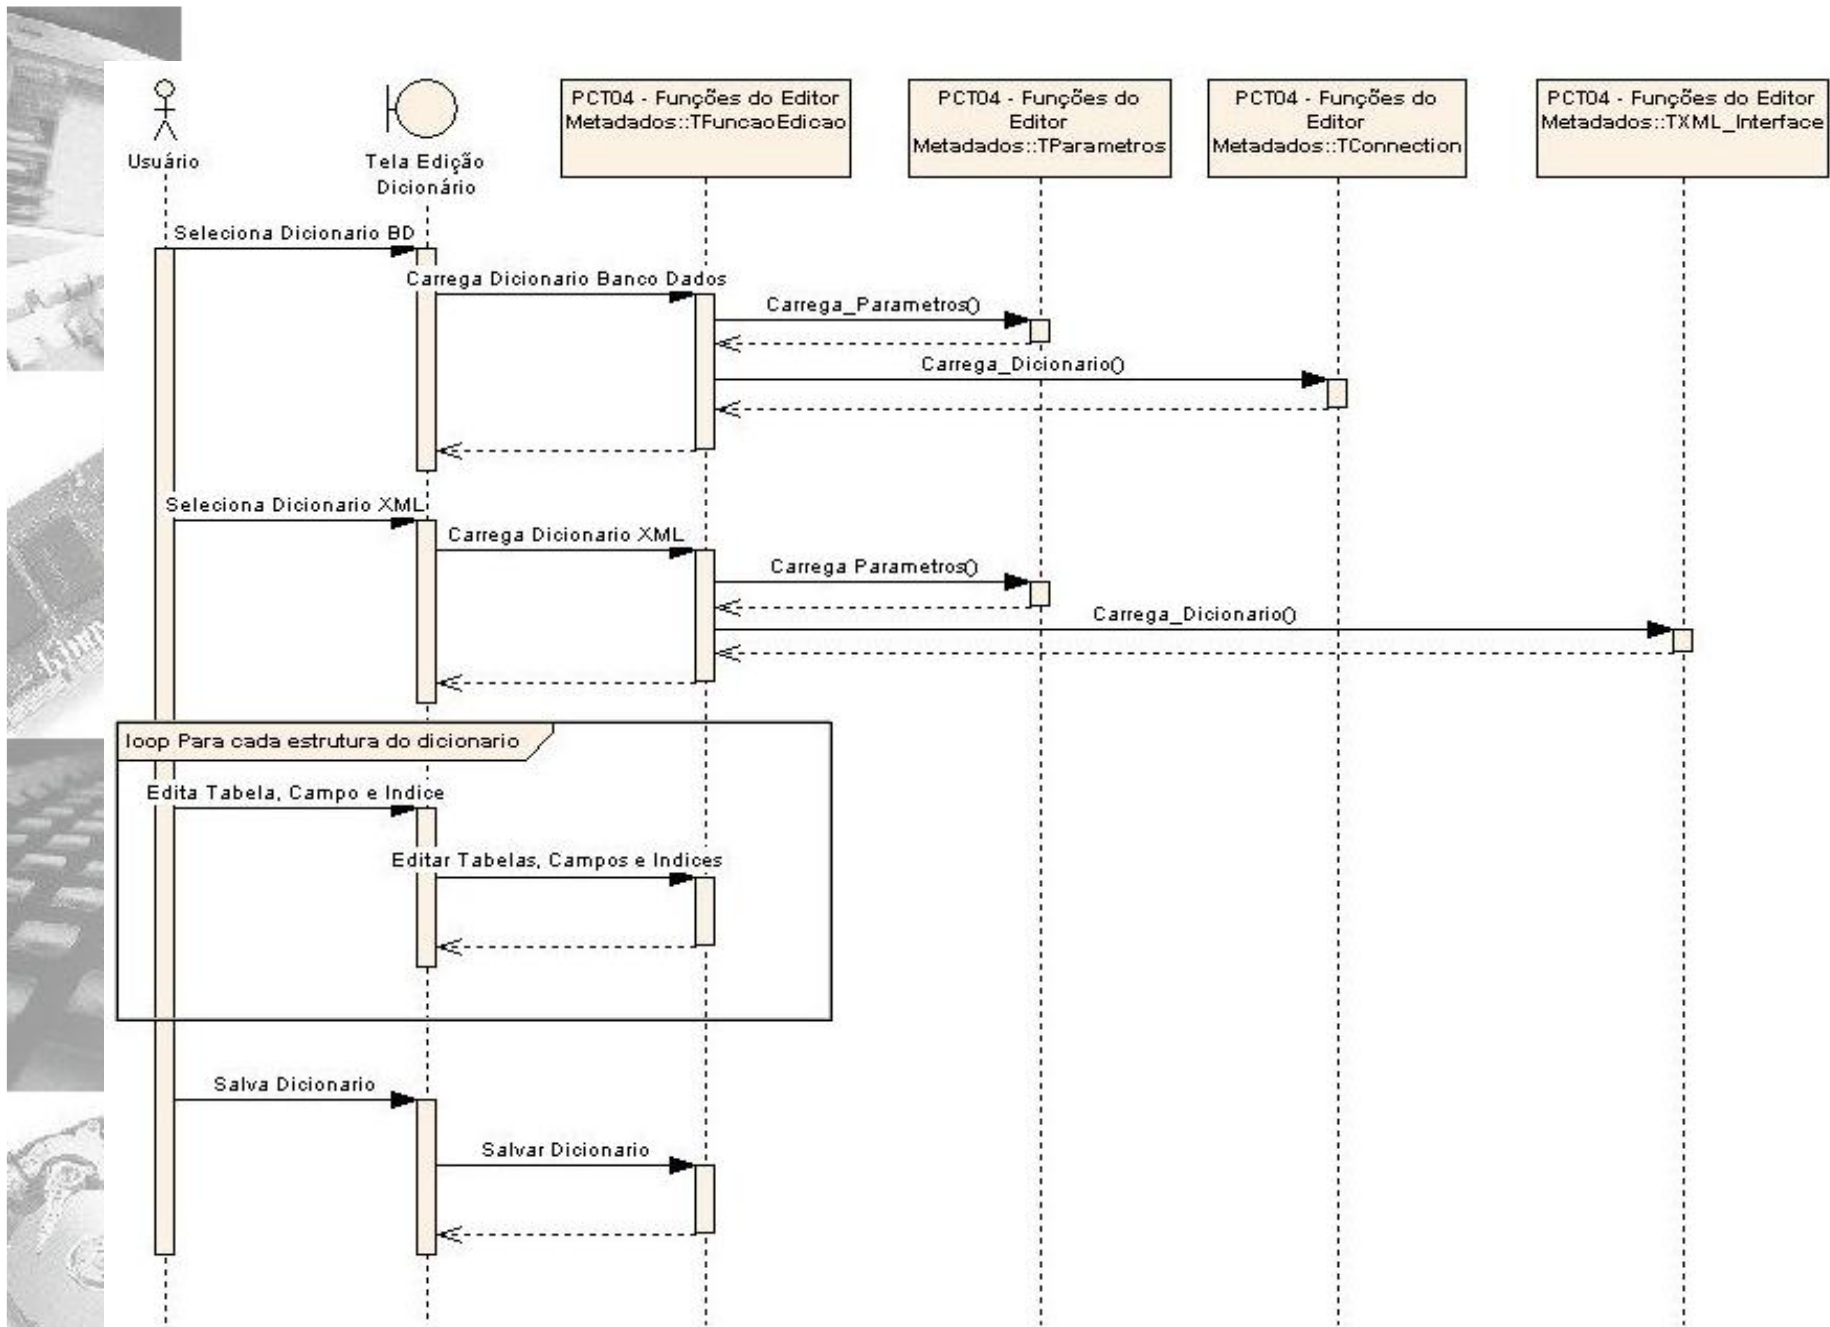 Usuário
Tela Edição
Dicionário
PCT04 - Funções do Editor
Metadados::TFuncaoEdicao
PCT04 - Funções do
Editor
Metadados::TParametros
PCT04 - Funções do
Editor
Metadados::TConnection
PCT04 - Funções do Editor
Metadados::TXML_Interface
Seleciona Dicionario BD
Carrega Dicionario Banco Dados
Carrega_Parametros()
Carrega_Dicionario()
Seleciona Dicionario XML
Carrega Dicionario XML
Carrega Parametros()
Carrega_Dicionario()
loop Para cada estrutura do dicionario
Edita Tabela, Campo e Indice
Editar Tabelas, Campos e Indices
Salva Dicionario
Salvar Dicionario